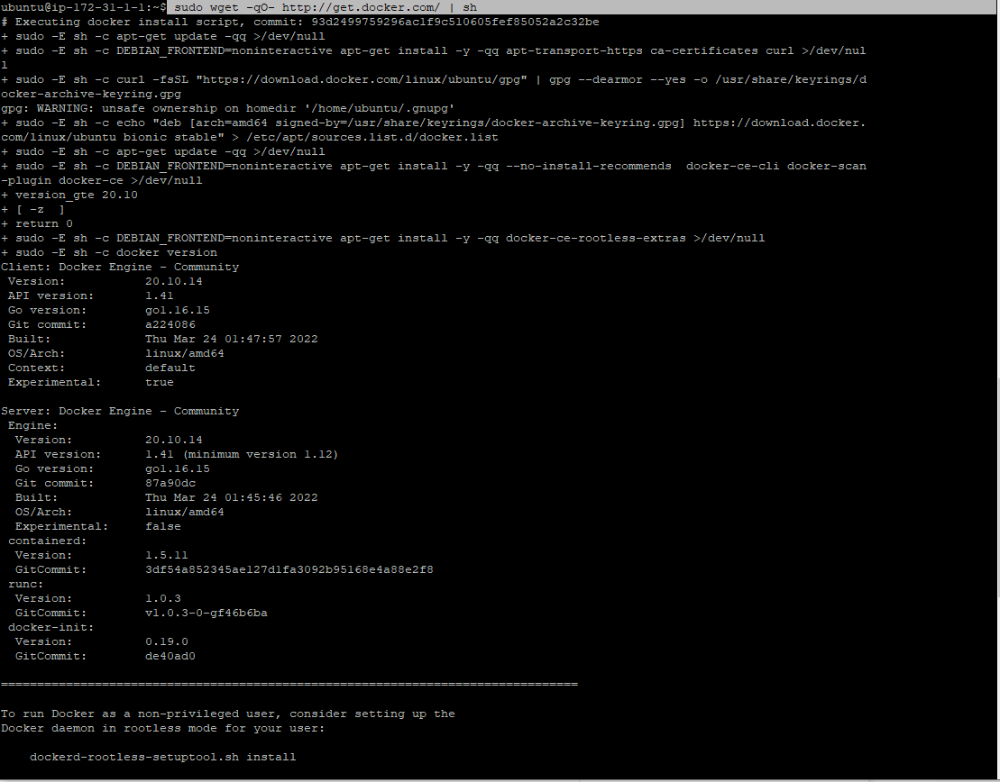 ubuntu@ip-172-31-1-1:~$ sudo wget -qO- http://get.docker.com/ | sh
# Executing docker install script, commit: 93d2499759296ac1f9c510605fef85052a2c32be
+ sudo -E sh -c apt-get update -qq >/dev/null
+ sudo -E sh -c DEBIAN_FRONTEND=noninteractive apt-get install -y -qq apt-transport-https ca-certificates curl >/dev/nul
l
+ sudo -E sh -c curl -fsSL "https://download.docker.com/linux/ubuntu/gpg" | gpg --dearmor --yes -o /usr/share/keyrings/d
ocker-archive-keyring.gpg
gpg: WARNING: unsafe ownership on homedir '/home/ubuntu/.gnupg'
+ sudo -E sh -c echo "deb [arch=amd64 signed-by=/usr/share/keyrings/docker-archive-keyring.gpg] https://download.docker.
com/linux/ubuntu bionic stable" > /etc/apt/sources.list.d/docker.list
+ sudo -E sh -c apt-get update -qq >/dev/null
+ sudo -E sh -c DEBIAN_FRONTEND=noninteractive apt-get install -y -qq --no-install-recommends  docker-ce-cli docker-scan
-plugin docker-ce >/dev/null
+ version_gte 20.10
+ [ -z  ]
+ return 0
+ sudo -E sh -c DEBIAN_FRONTEND=noninteractive apt-get install -y -qq docker-ce-rootless-extras >/dev/null
+ sudo -E sh -c docker version
Client: Docker Engine - Community
 Version:           20.10.14
 API version:       1.41
 Go version:        go1.16.15
 Git commit:        a224086
 Built:             Thu Mar 24 01:47:57 2022
 OS/Arch:           linux/amd64
 Context:           default
 Experimental:      true

Server: Docker Engine - Community
 Engine:
  Version:          20.10.14
  API version:      1.41 (minimum version 1.12)
  Go version:       go1.16.15
  Git commit:       87a90dc
  Built:            Thu Mar 24 01:45:46 2022
  OS/Arch:          linux/amd64
  Experimental:     false
 containerd:
  Version:          1.5.11
  GitCommit:        3df54a852345ae127d1fa3092b95168e4a88e2f8
 runc:
  Version:          1.0.3
  GitCommit:        v1.0.3-0-gf46b6ba
 docker-init:
  Version:          0.19.0
  GitCommit:        de40ad0

================================================================================

To run Docker as a non-privileged user, consider setting up the
Docker daemon in rootless mode for your user:

    dockerd-rootless-setuptool.sh install